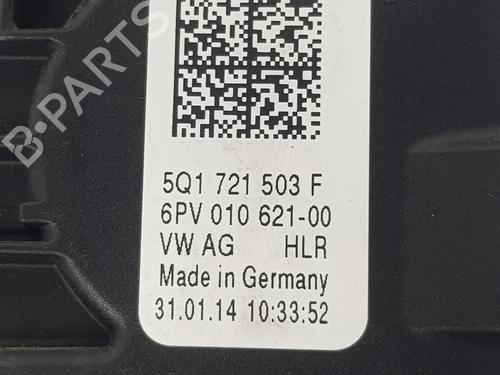 B-PARTS
5Q1 721 503 F
6PV 010 621-00
VW AG HLR
Made in Germany
31.01.14 10:33:52